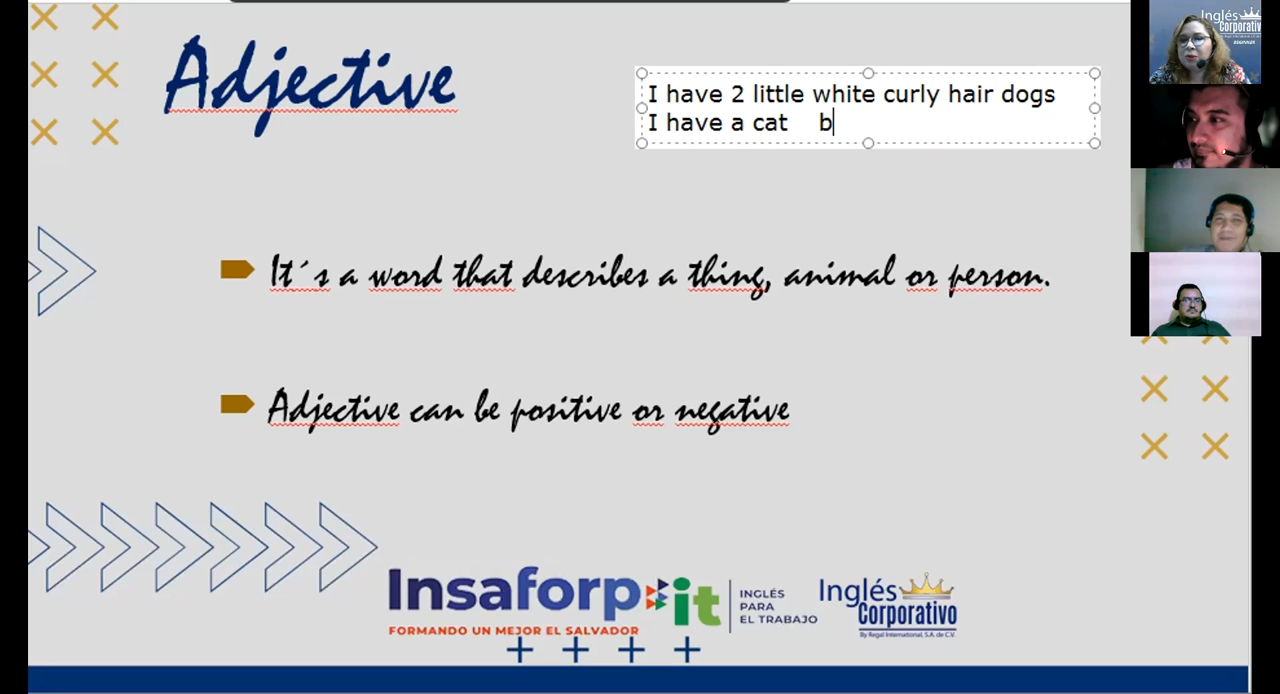 Adjective
I have 2 little white curly hair dogs
I have a cat    b
It´s a word that describes a thing, animal or person.
Adjective can be positive or negative
Insaforp
FORMANDO UN MEJOR EL SALVADOR
it
INGLÉS
PARA
EL TRABAJO
Inglés
Corporativo
By Regal International, S.A. de C.V.
Inglés
Corporativo